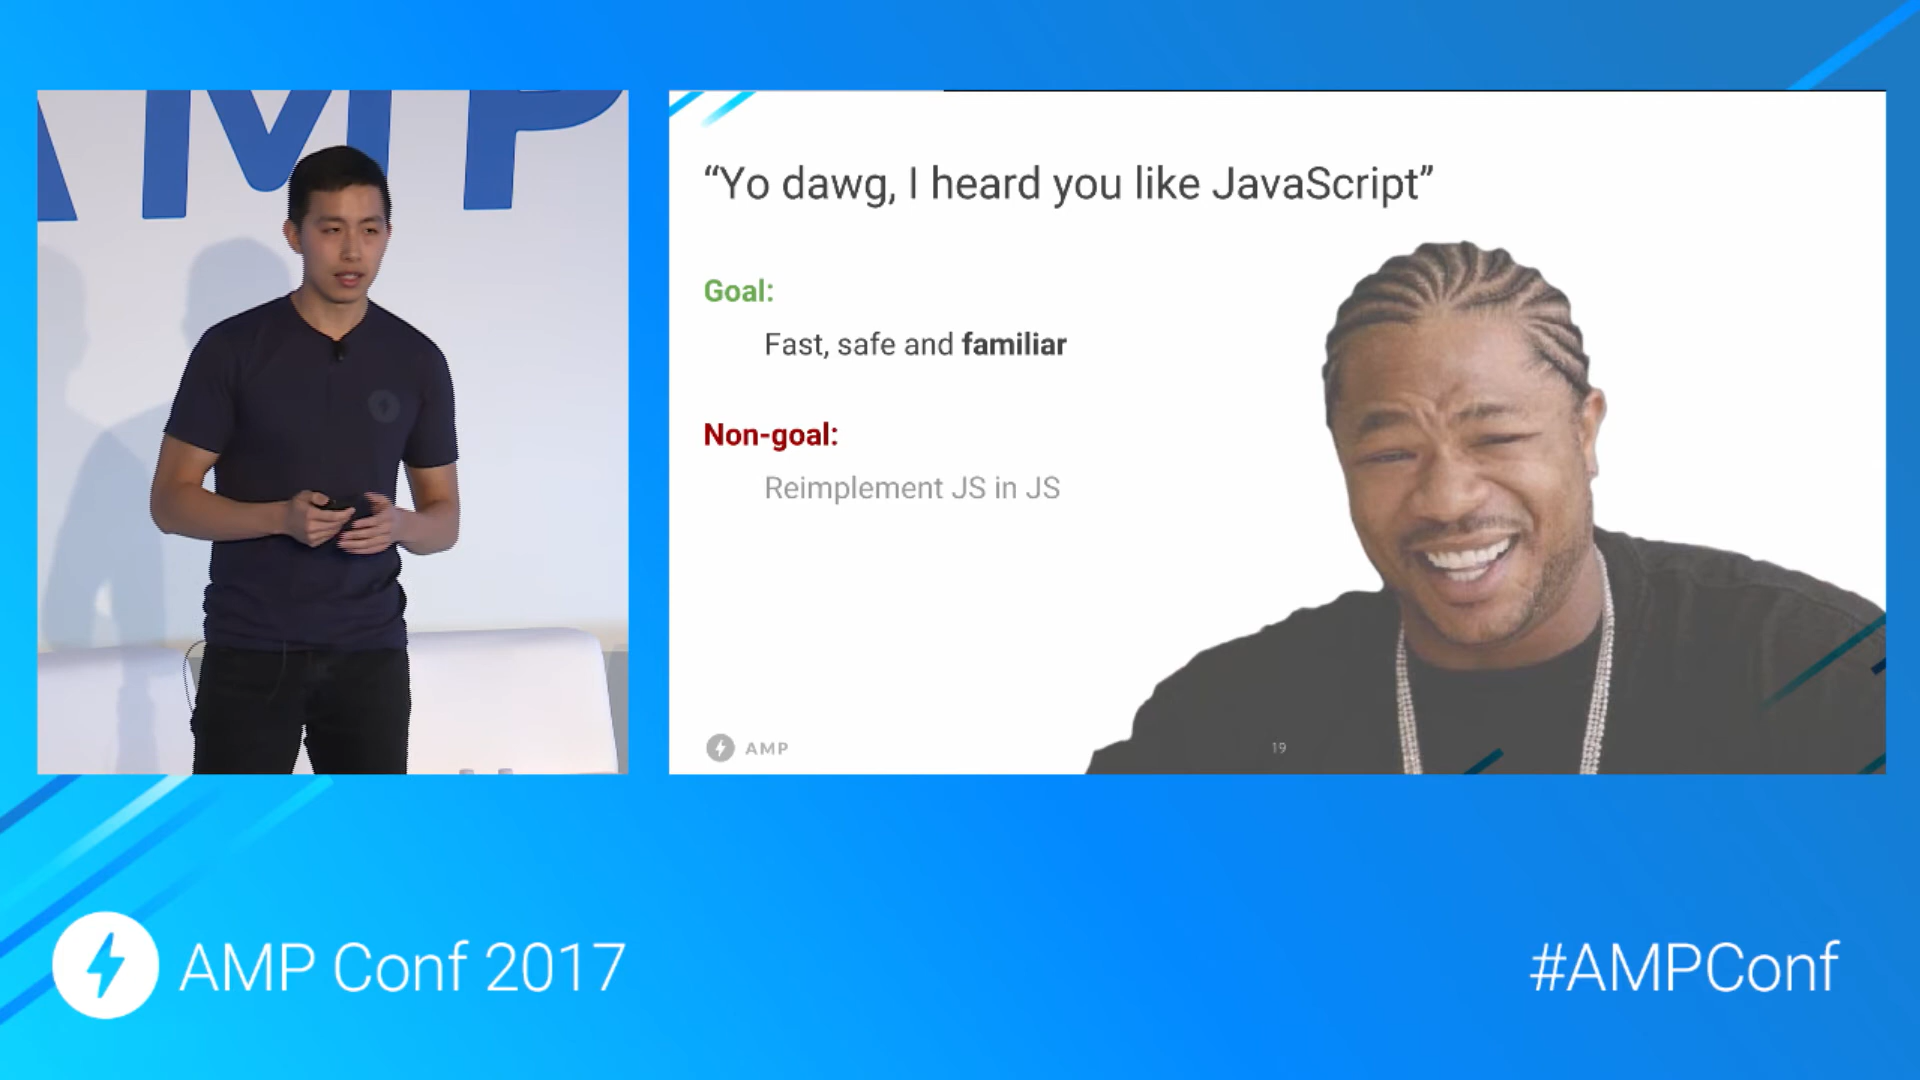 AMP
“Yo dawg, I heard you like JavaScript”
Goal:
Fast, safe and familiar
Non-goal:
Reimplement JS in JS
AMP
19
AMP Conf 2017
#AMPConf